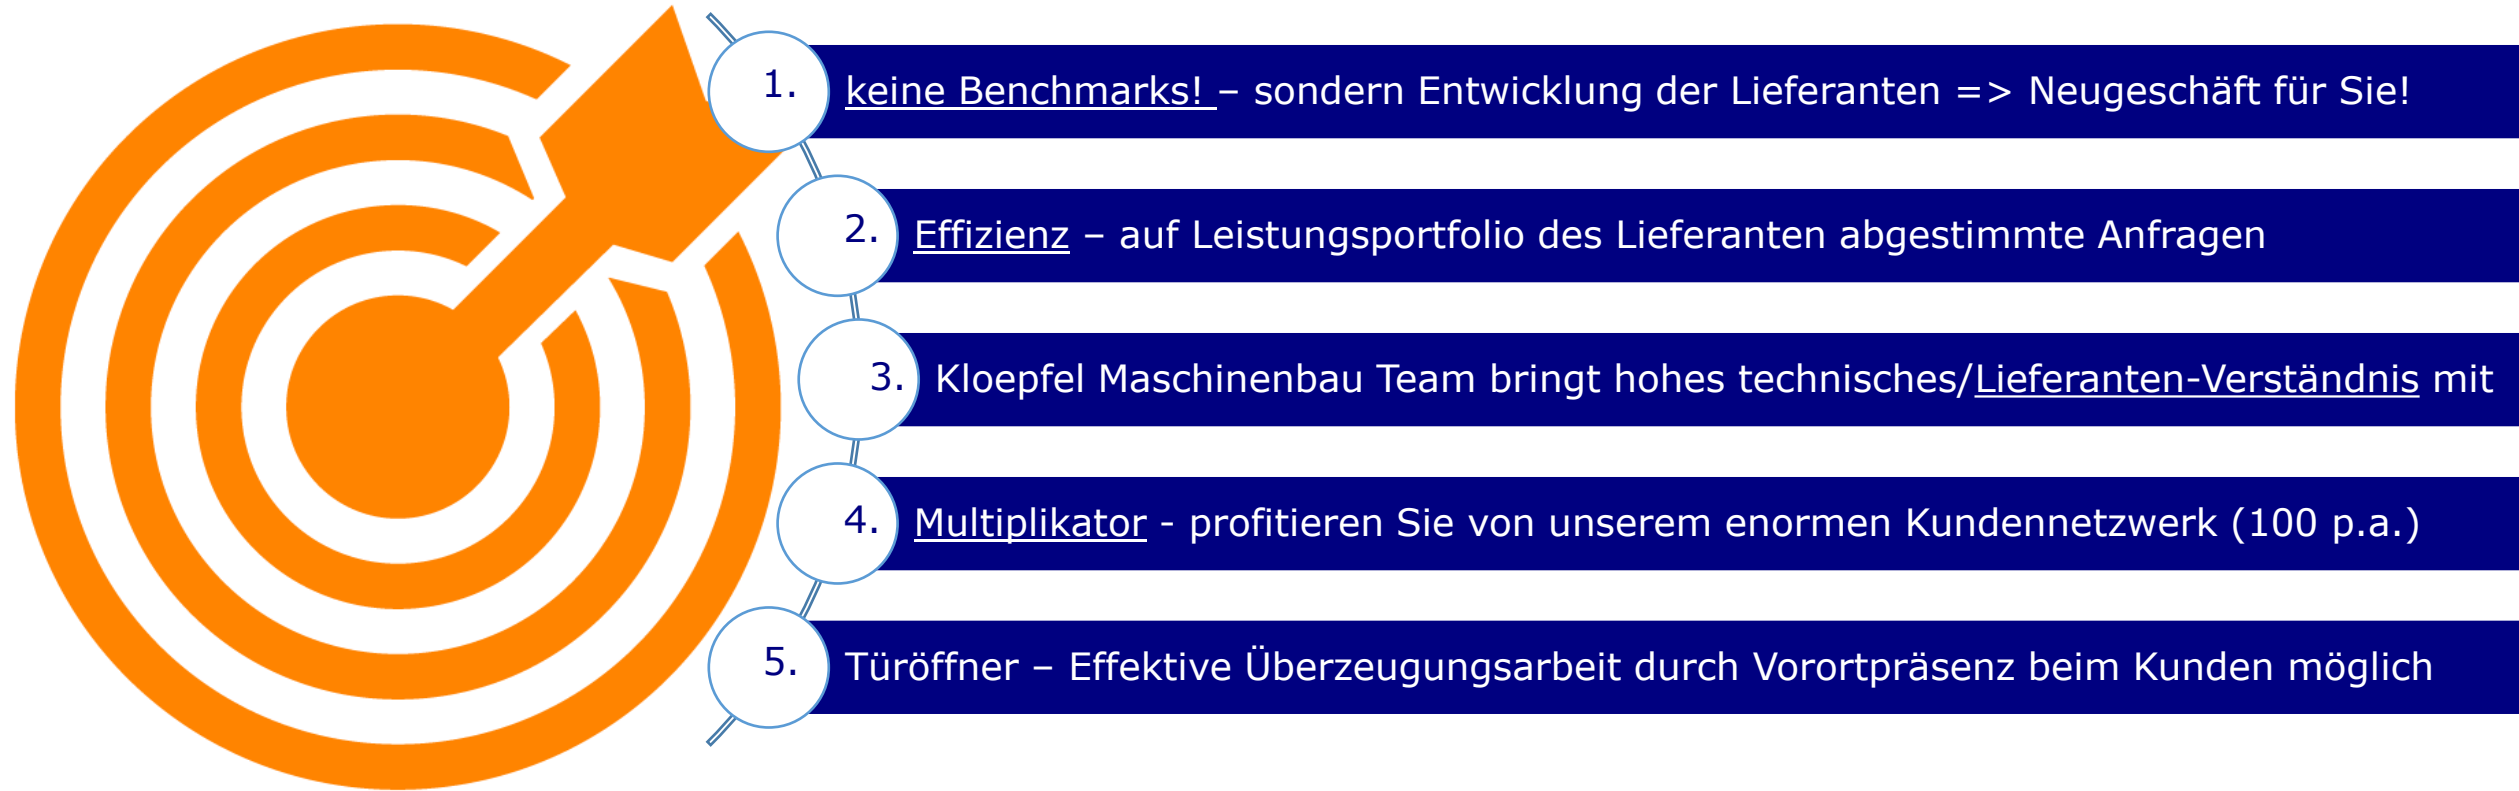 1. keine Benchmarks! – sondern Entwicklung der Lieferanten => Neugeschäft für Sie!
2. Effizienz – auf Leistungsportfolio des Lieferanten abgestimmte Anfragen
3. Kloepfel Maschinenbau Team bringt hohes technisches/Lieferanten-Verständnis mit
4. Multiplikator - profitieren Sie von unserem enormen Kundennetzwerk (100 p.a.)
5. Türöffner – Effektive Überzeugungsarbeit durch Vorortpräsenz beim Kunden möglich